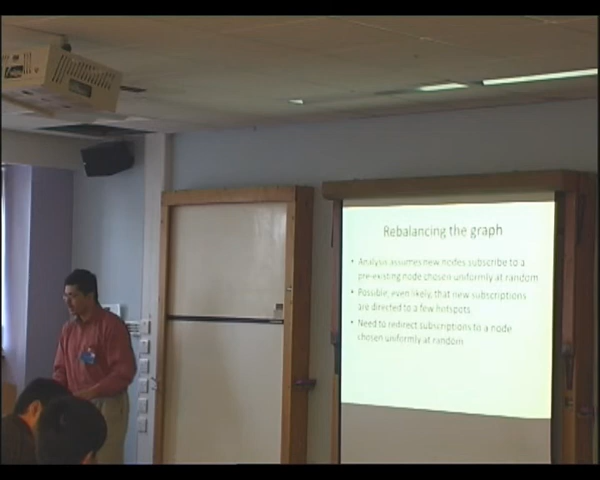 Rebalancing the graph
• Analysis assumes new nodes subscribe to a
pre-existing node chosen uniformly at random
• Possible, even likely, that new subscriptions
are directed to a few hotspots
• Need to redirect subscriptions to a node
chosen uniformly at random